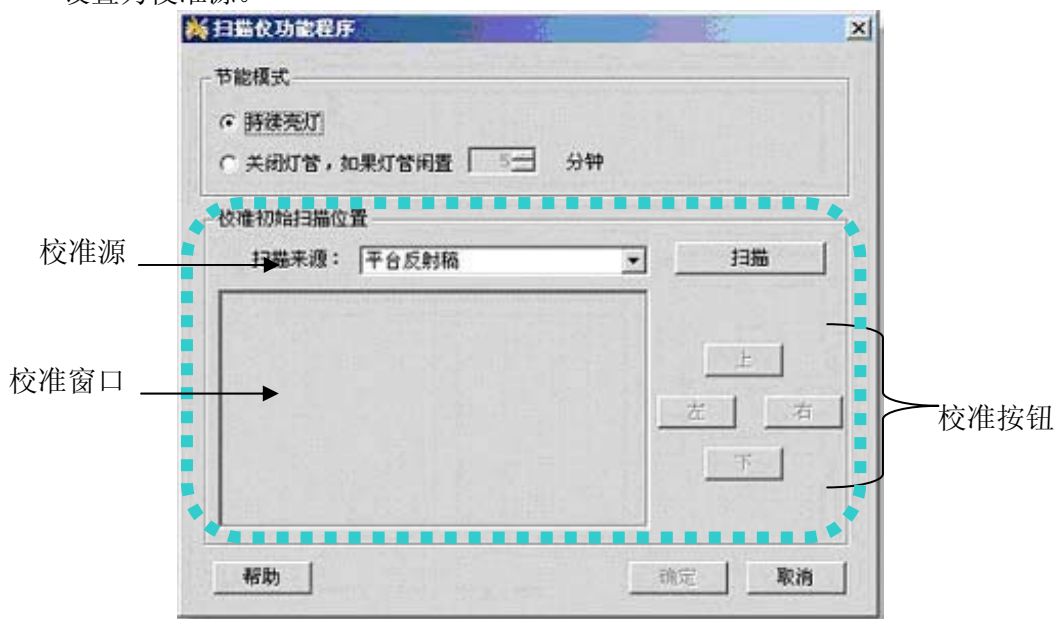 设置为校准源。
扫描仪功能程序
节能模式
持续亮灯
关闭灯管，如果灯管闲置 5 分钟
校准初始扫描位置
校准源
扫描来源： 平台反射稿 扫描
校准窗口
上
左 右
校准按钮
下
帮助 确定 取消